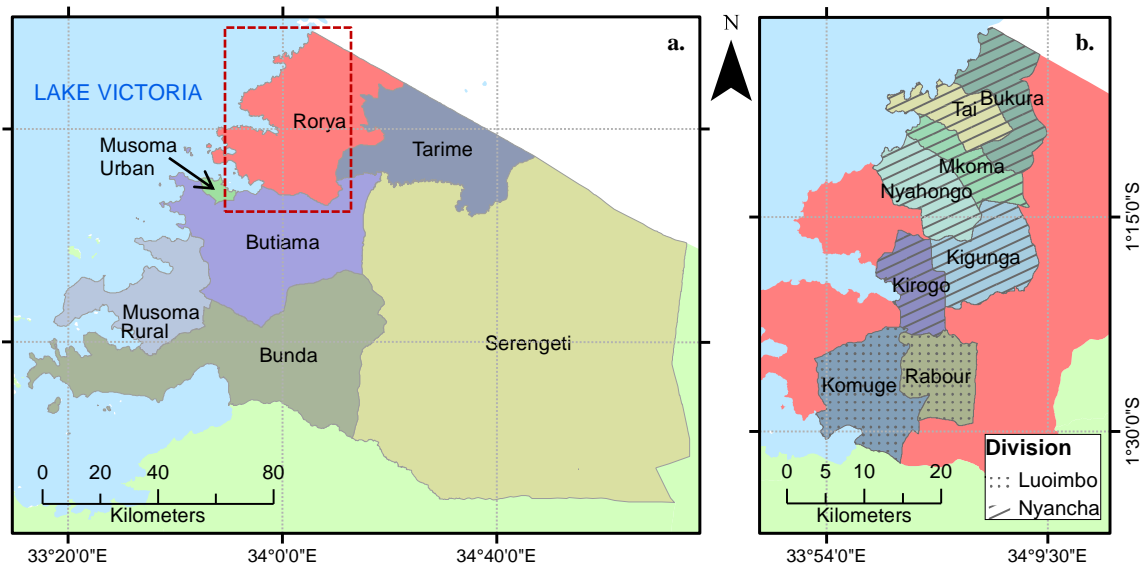 a.
N
b.
LAKE VICTORIA
Rorya
Musoma
Urban
Tarime
Butiama
Musoma
Rural
Bunda
Serengeti
0 20 40 80
Kilometers
33°20'0"E 34°0'0"E 34°40'0"E
Bukura
Tai
Mkoma
Nyahongo
Kigunga
Kirogo
Komuge
Rabour
1°15'0"S
1°30'0"S
Division
Luoimbo
Nyancha
0 5 10 20
Kilometers
33°54'0"E 34°9'30"E